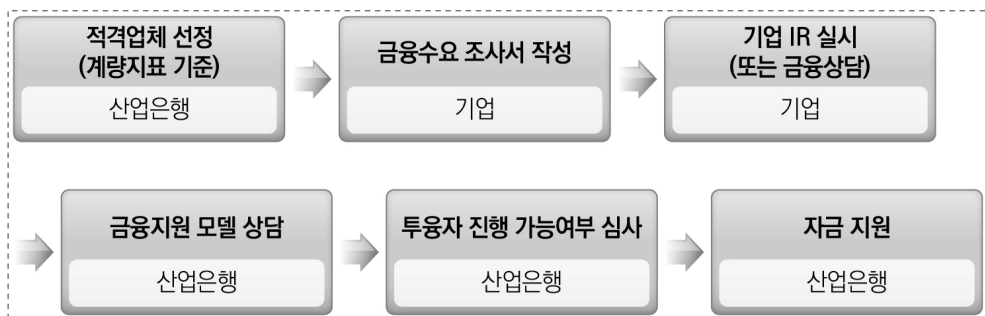 적격업체 선정
(계량지표 기준)
산업은행
금융수요 조사서 작성
기업
기업 IR 실시
(또는 금융상담)
기업
금융지원 모델 상담
산업은행
투융자 진행 가능여부 심사
산업은행
자금 지원
산업은행